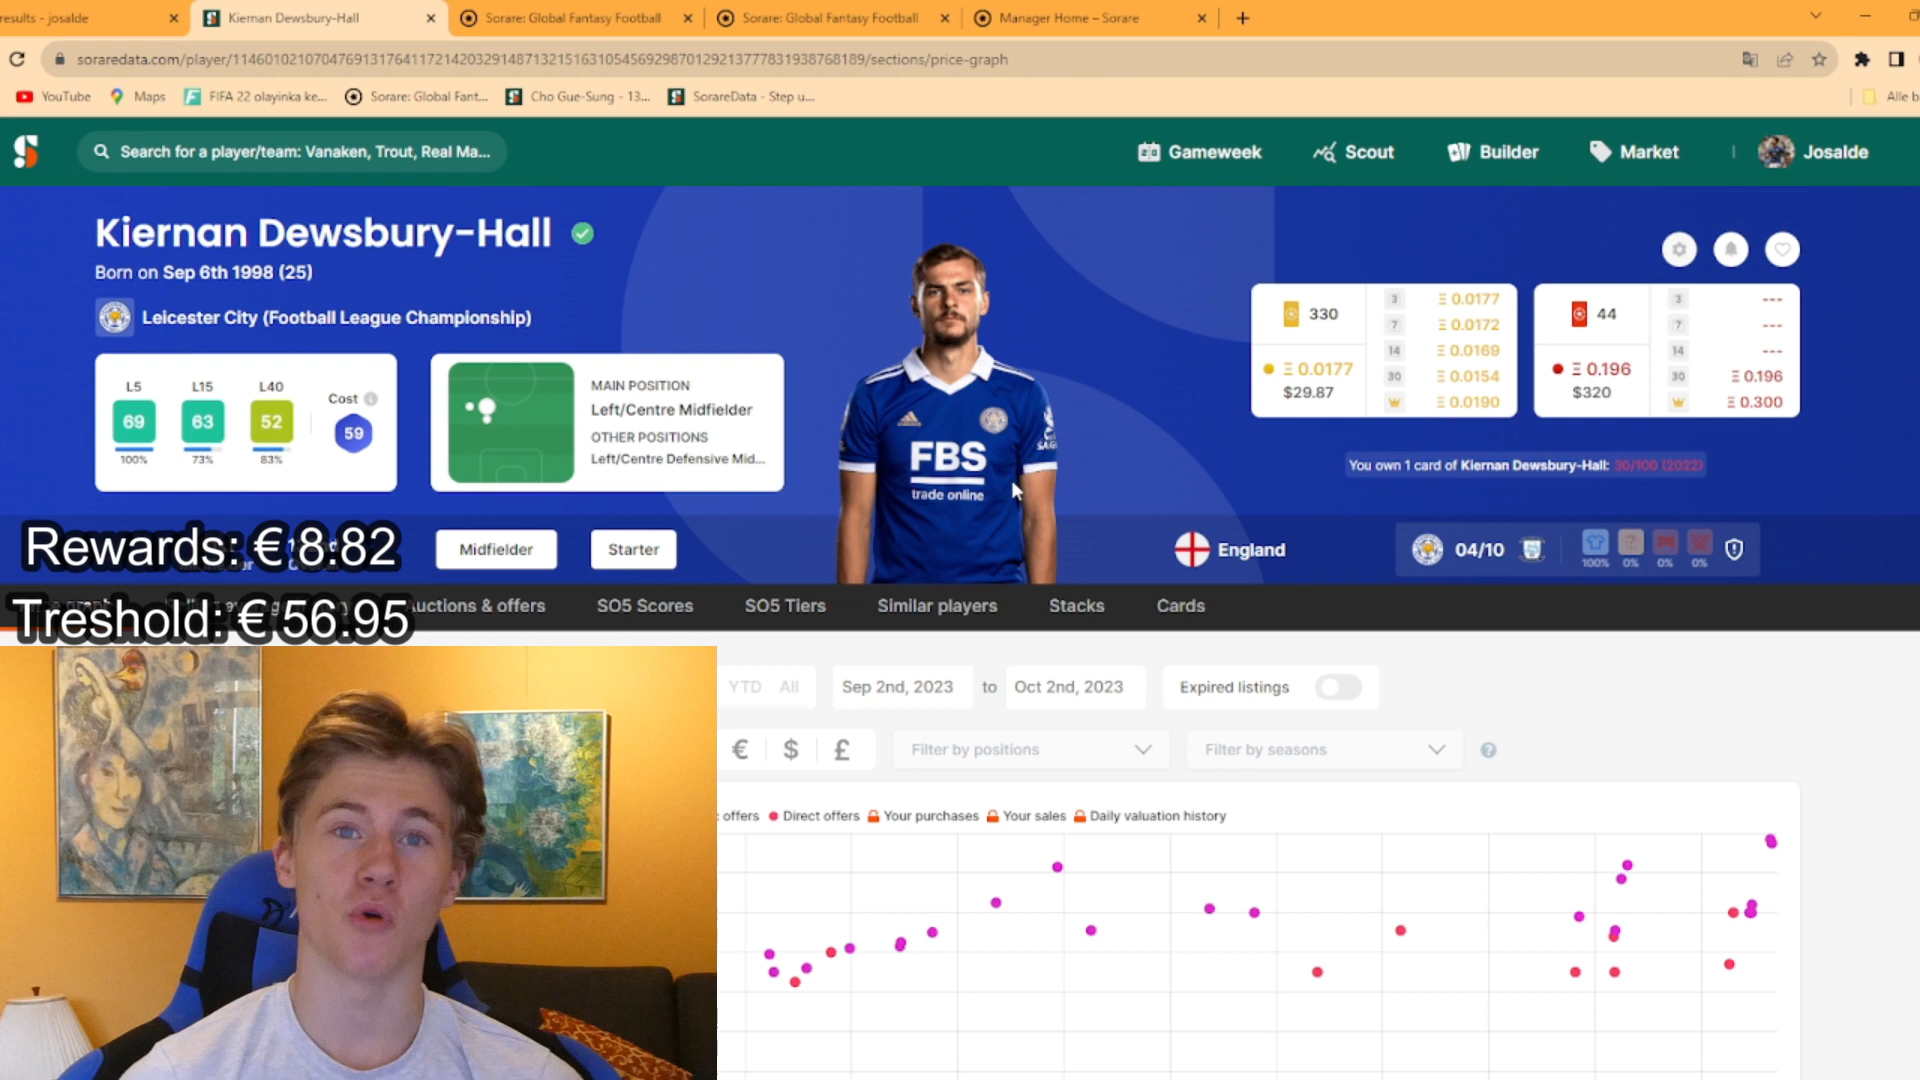 results - josalde
Kiernan Dewsbury-Hall
Sorare: Global Fantasy Football
Sorare: Global Fantasy Football
Manager Home – Sorare
soraredata.com/player/114601021070476913176411721420329148713215163105456929870129213777831938768189/sections/price-graph
YouTube
Maps
FIFA 22 olayinka ke...
Sorare: Global Fant...
Cho Gue-Sung - 13...
SorareData - Step u...
Alle b
Search for a player/team: Vanaken, Trout, Real Ma...
Gameweek
Scout
Builder
Market
Josalde
Kiernan Dewsbury-Hall
Born on Sep 6th 1998 (25)
Leicester City (Football League Championship)
L5 L15 L40
69 63 52
100% 73% 83%
Cost
59
MAIN POSITION
Left/Centre Midfielder
OTHER POSITIONS
Left/Centre Defensive Mid...
FBS
trade online
330
Ξ 0.0177
$29.87
3 Ξ 0.0177
7 Ξ 0.0172
14 Ξ 0.0169
30 Ξ 0.0154
Ξ 0.0190
44
Ξ 0.196
$320
3 ---
7 ---
14 ---
30 Ξ 0.196
Ξ 0.300
You own 1 card of Kiernan Dewsbury-Hall: 30/100 (2022)
Rewards: € 8.82
Midfielder
Starter
England
04/10
100% 0% 0% 0%
Treshold: € 56.95
Auctions & offers
SO5 Scores
SO5 Tiers
Similar players
Stacks
Cards
YTD
All
Sep 2nd, 2023
to
Oct 2nd, 2023
Expired listings
€ $ £
Filter by positions
Filter by seasons
offers
Direct offers
Your purchases
Your sales
Daily valuation history